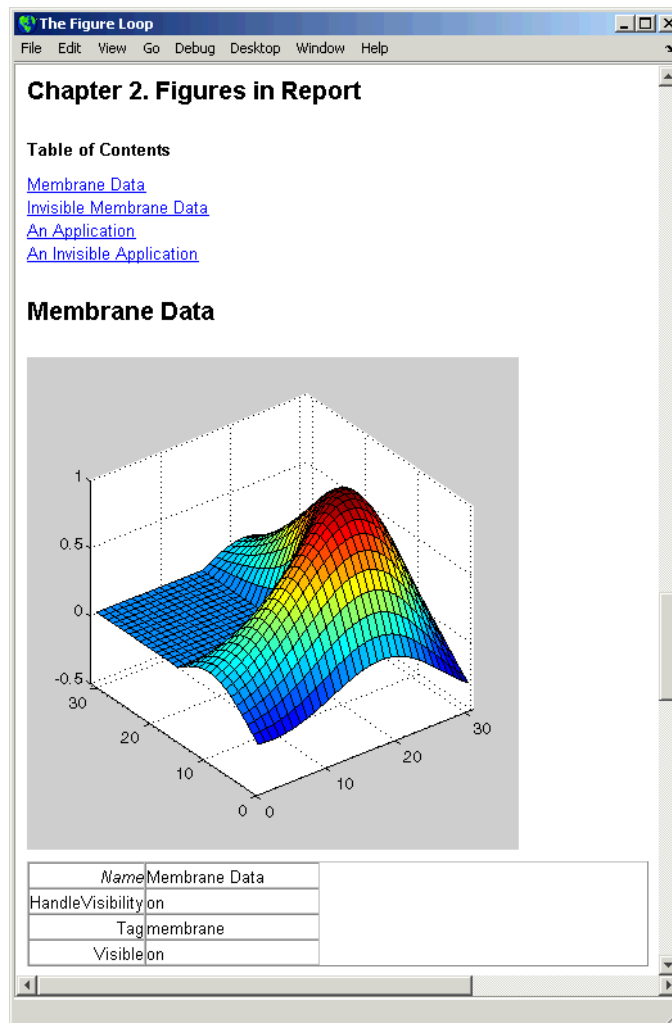 The Figure Loop
File Edit View Go Debug Desktop Window Help
Chapter 2. Figures in Report
Table of Contents
Membrane Data
Invisible Membrane Data
An Application
An Invisible Application
Membrane Data
1
0.5
0
-0.5
30
20
10
0
0
10
20
30
Name Membrane Data
HandleVisibility on
Tag membrane
Visible on